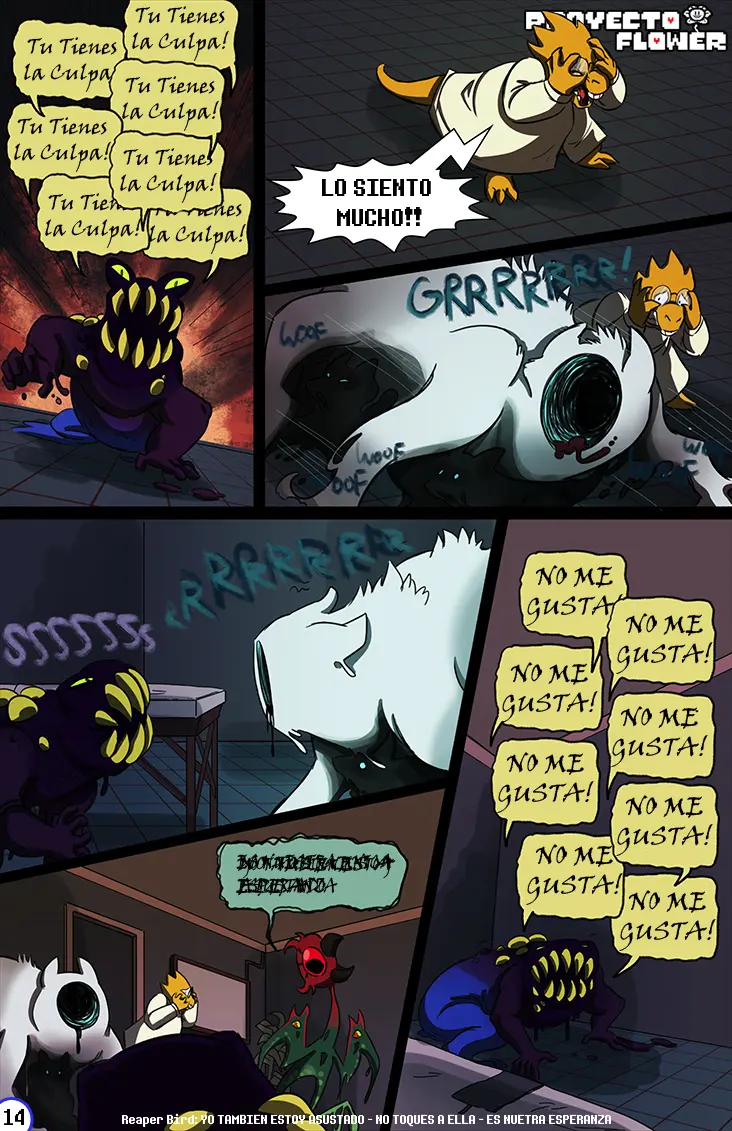 PROYECTO
FLOWER
Tu Tienes
la Culpa!
Tu Tienes
la Culpa!
Tu Tienes
la Culpa!
Tu Tienes
la Culpa!
Tu Tienes
la Culpa!
Tu Tienes
la Culpa!
Tu Tienes
la Culpa!
LO SIENTO
MUCHO!!
GRRRRRRR!
WOOF
WOOF
WOOF
RRRRRRRR
SSSSSSS
NO ME
GUSTA!
NO ME
GUSTA!
NO ME
GUSTA!
NO ME
GUSTA!
NO ME
GUSTA!
NO ME
GUSTA!
NO ME
GUSTA!
NO ME
GUSTA!
14
Reaper Bird: YO TAMBIEN ESTOY ASUSTADO - NO TOQUES A ELLA - ES NUETRA ESPERANZA